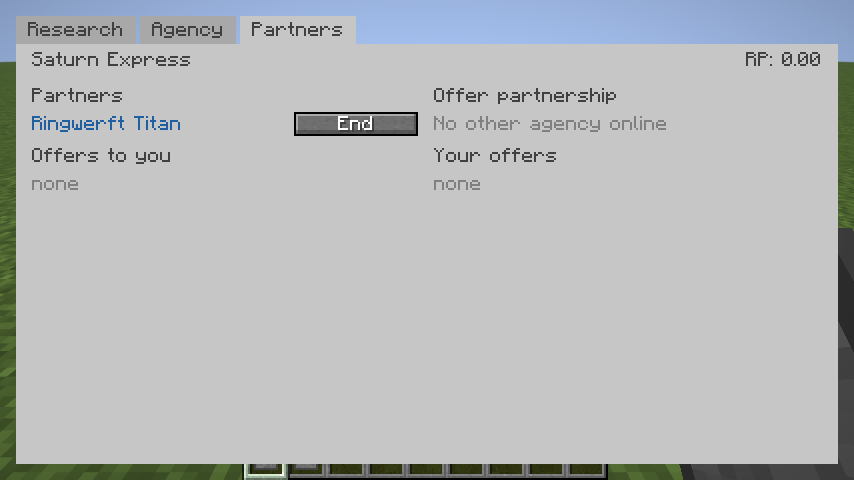 Research Agency Partners
Saturn Express RP: 0.00
Partners
Ringwerft Titan End
Offers to you
none
Offer partnership
No other agency online
Your offers
none